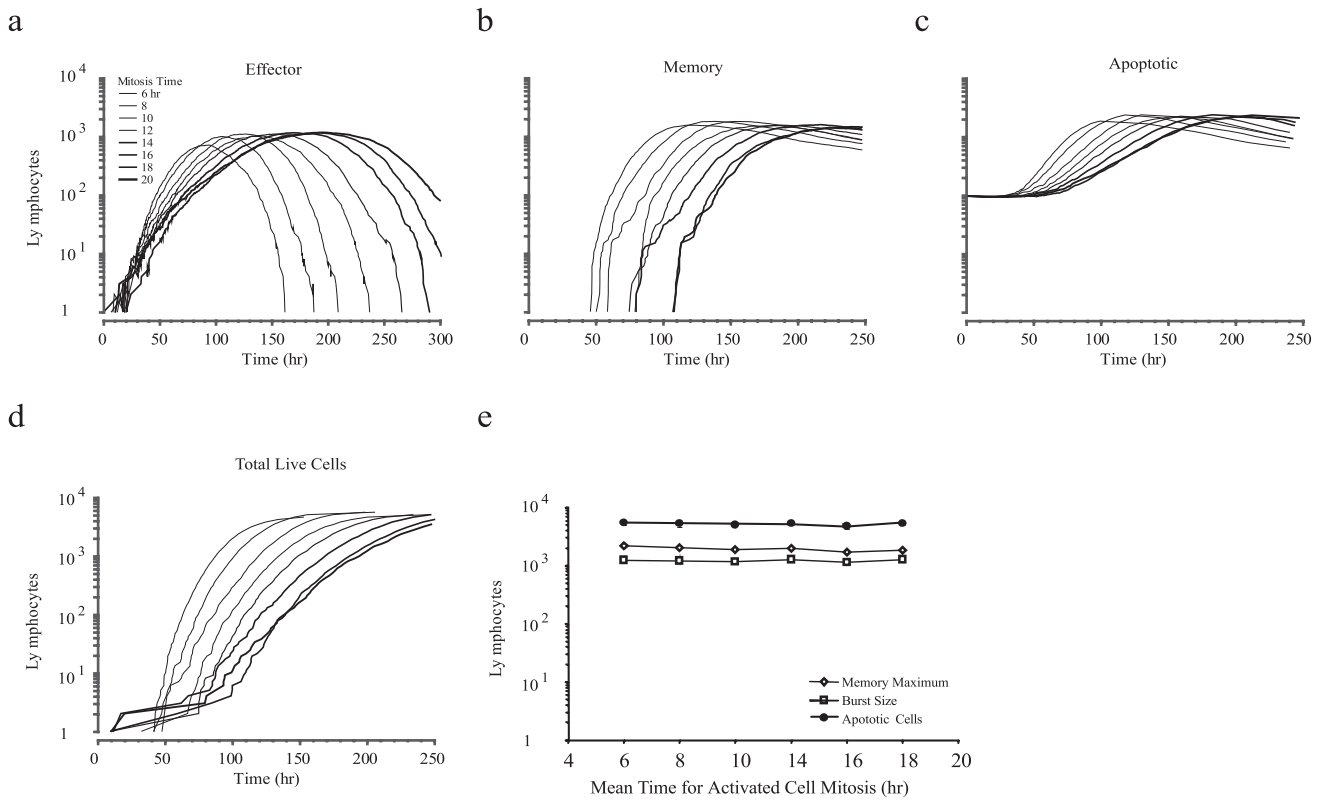 a
Effector
10 4
10 3
10 2
10 1
1
Ly mphocytes
Mitosis Time
6 hr
8
10
12
14
16
18
20
0 50 100 150 200 250 300
Time (hr)
b
Memory
0 50 100 150 200 250
Time (hr)
c
Apoptotic
0 50 100 150 200 250
Time (hr)
d
Total Live Cells
10 4
10 3
10 2
10 1
1
Ly mphocytes
0 50 100 150 200 250
Time (hr)
e
10 4
10 3
10 2
10 1
1
Ly mphocytes
Memory Maximum
Burst Size
Apototic Cells
4 6 8 10 14 16 18 20
Mean Time for Activated Cell Mitosis (hr)